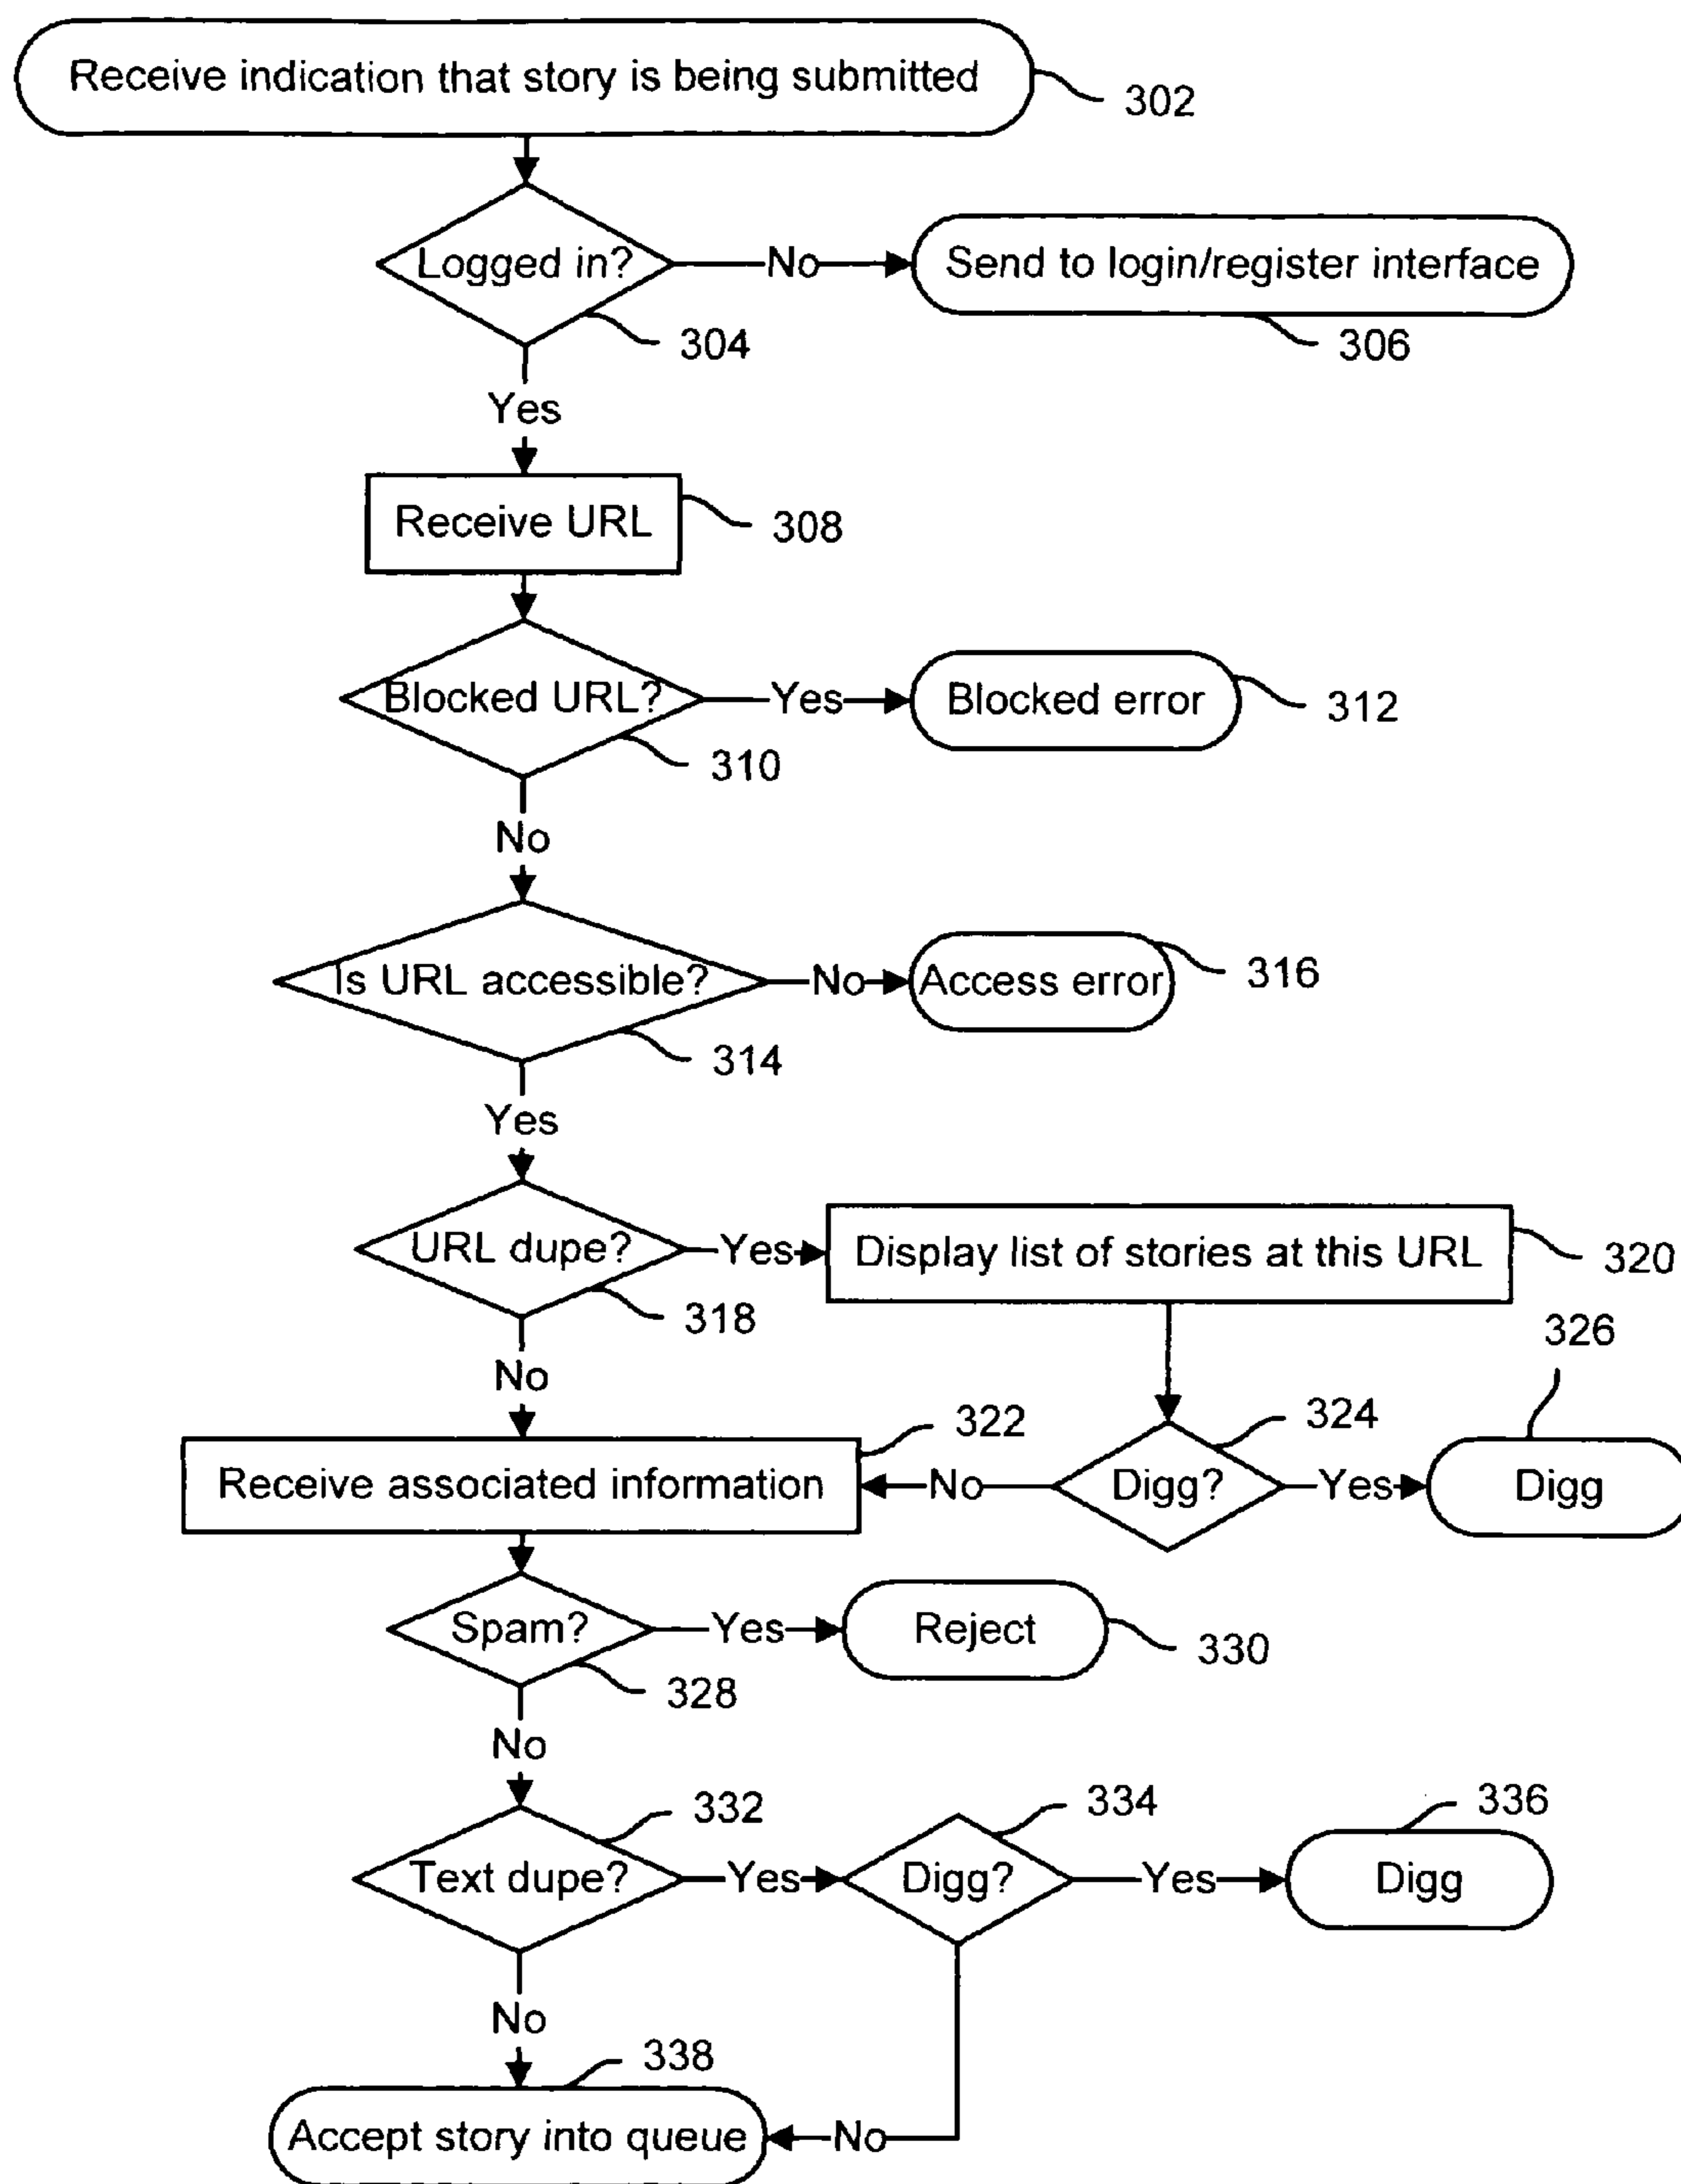 Receive indication that story is being submitted
302
Logged in?
No
Send to login/register interface
304
306
Yes
Receive URL
308
Blocked URL?
Yes
Blocked error
312
310
No
Is URL accessible?
No
Access error
316
314
Yes
URL dupe?
Yes
Display list of stories at this URL
320
318
326
No
322
324
Receive associated information
No
Digg?
Yes
Digg
Spam?
Yes
Reject
330
328
No
332
334
336
Text dupe?
Yes
Digg?
Yes
Digg
No
338
Accept story into queue
No